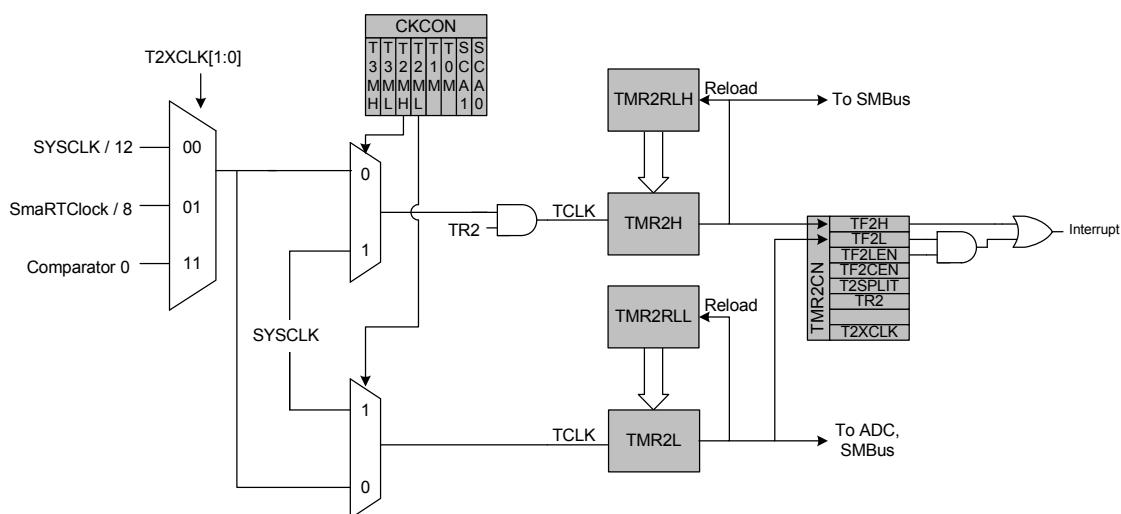 CKCON
T3MH
T3ML
T2MH
T2ML
T1M
T0M
SCA1
SCA0
T2XCLK[1:0]
SYSCLK / 12
00
SmaRTClock / 8
01
Comparator 0
11
0
1
SYSCLK
1
0
TR2
TCLK
TMR2RLH
Reload
To SMBus
TMR2H
TMR2RLL
Reload
TCLK
TMR2L
To ADC,
SMBus
TMR2CN
TF2H
TF2L
TF2LEN
TF2CEN
T2SPLIT
TR2
T2XCLK
Interrupt